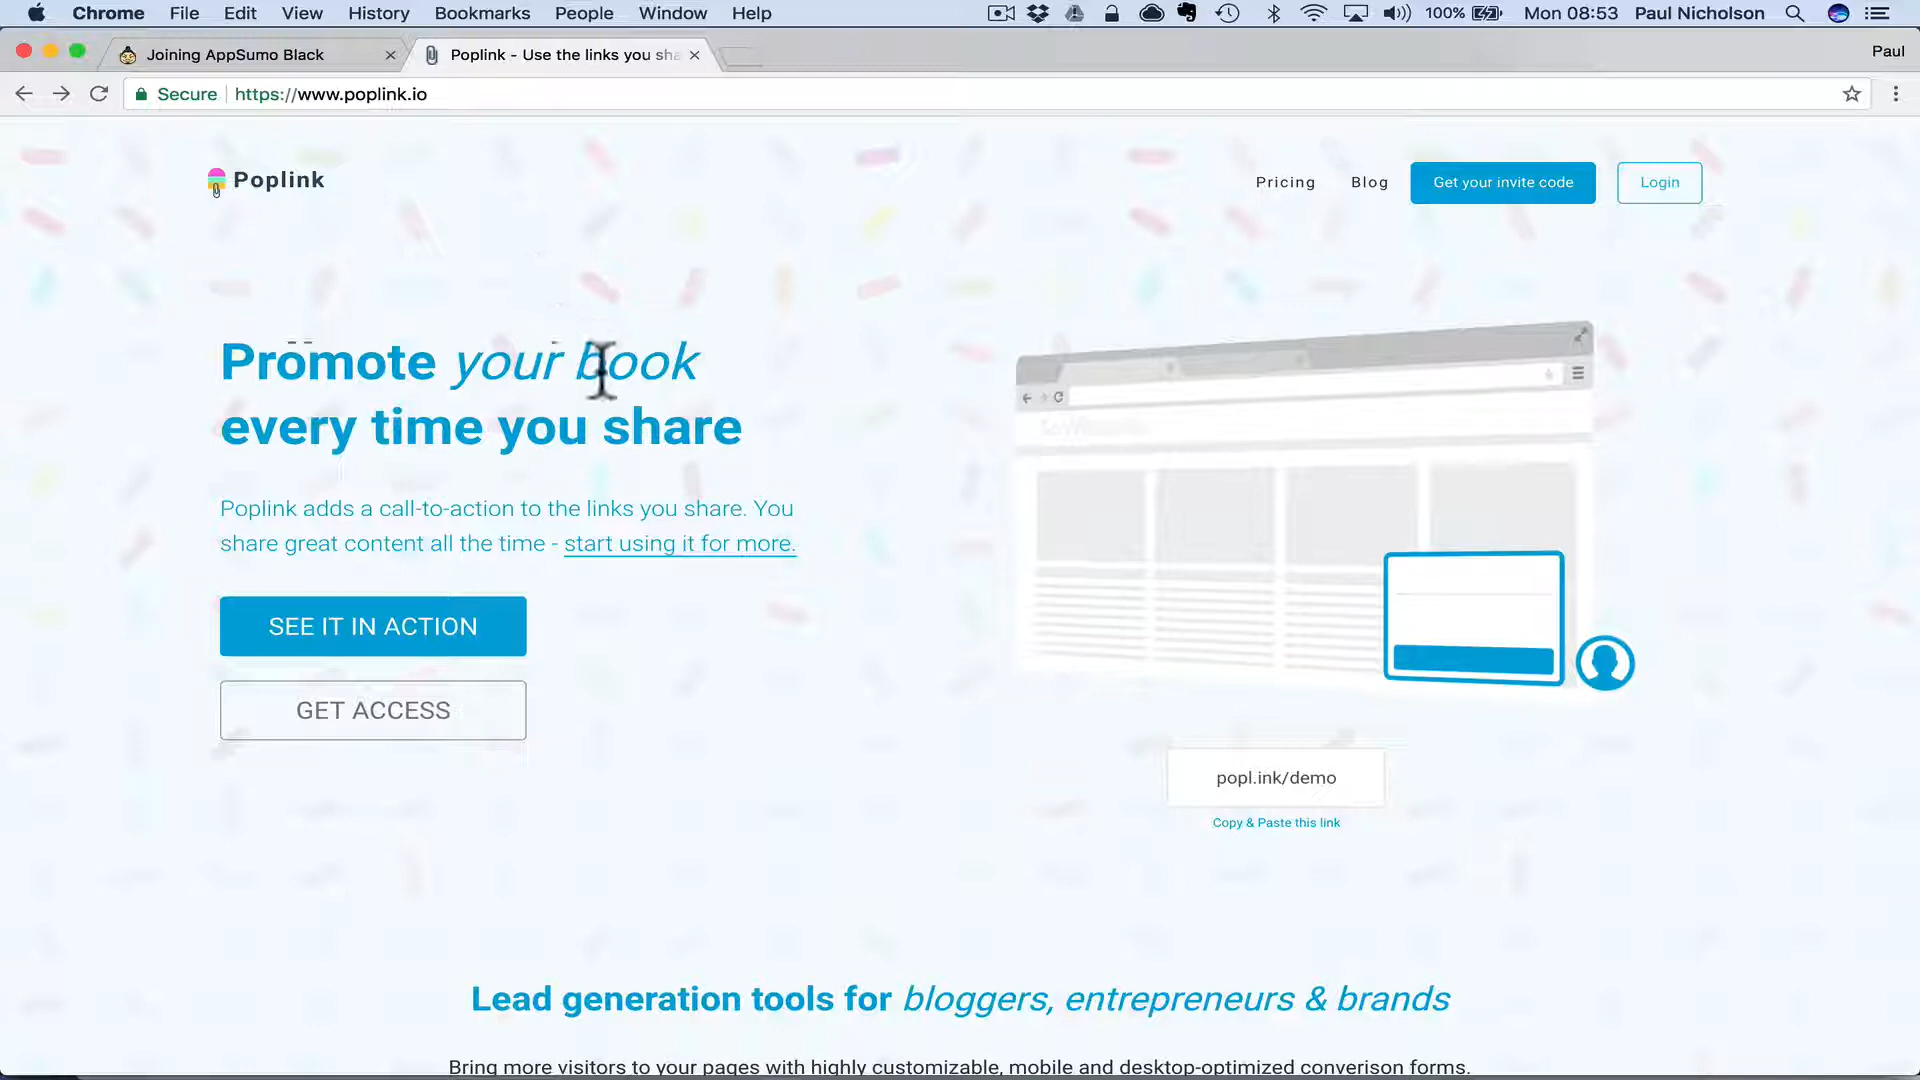 Chrome File Edit View History Bookmarks People Window Help 100% Mon 08:53 Paul Nicholson
Joining AppSumo Black Poplink - Use the links you sha Paul
Secure https://www.poplink.io
Poplink Pricing Blog Get your invite code Login
Promote your book
every time you share
Poplink adds a call-to-action to the links you share. You
share great content all the time - start using it for more.
SEE IT IN ACTION
GET ACCESS
popl.ink/demo
Copy & Paste this link
Lead generation tools for bloggers, entrepreneurs & brands
Bring more visitors to your pages with highly customizable, mobile and desktop-optimized converison forms.